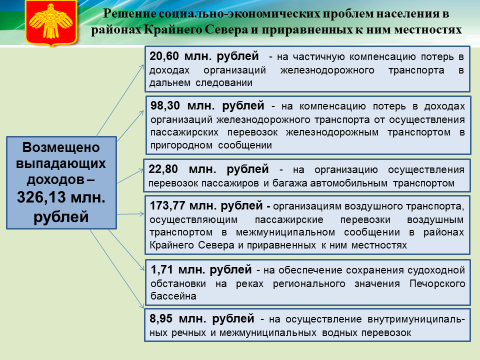 Решение социально-экономических проблем населения в
районах Крайнего Севера и приравненных к ним местностях
Возмещено
выпадающих
доходов –
326,13 млн.
рублей
20,60 млн. рублей - на частичную компенсацию потерь в
доходах организаций железнодорожного транспорта в
дальнем следовании
98,30 млн. рублей - на компенсацию потерь в доходах
организаций железнодорожного транспорта от осуществления
пассажирских перевозок железнодорожным транспортом в
пригородном сообщении
22,80 млн. рублей - на организацию осуществления
перевозок пассажиров и багажа автомобильным транспортом
173,77 млн. рублей - организациям воздушного транспорта,
осуществляющим пассажирские перевозки воздушным
транспортом в межмуниципальном сообщении в районах
Крайнего Севера и приравненных к ним местностях
1,71 млн. рублей - на обеспечение сохранения судоходной
обстановки на реках регионального значения Печорского
бассейна
8,95 млн. рублей - на осуществление внутримуниципаль-
ных речных и межмуниципальных водных перевозок